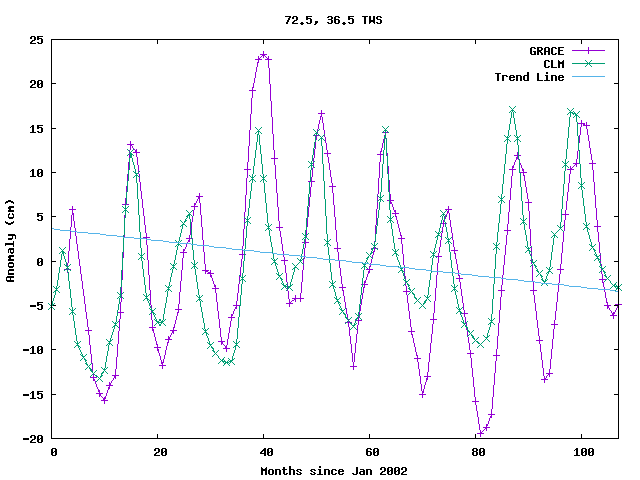 72.5, 36.5 TWS
GRACE
CLM
Trend Line
25
20
15
10
5
0
-5
-10
-15
-20
Anomaly (cm)
0 20 40 60 80 100
Months since Jan 2002